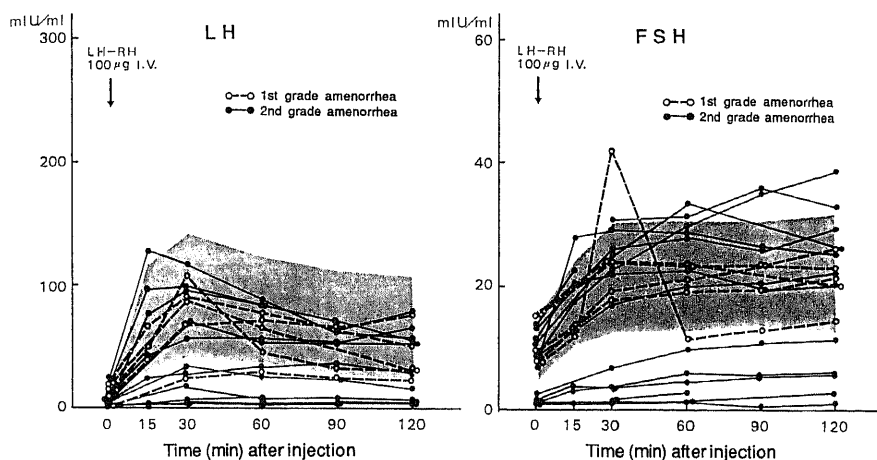 mIU/ml
LH
300
LH-RH
100μg I.V.
1st grade amenorrhea
2nd grade amenorrhea
200
100
0
0 15 30 60 90 120
Time (min) after injection
mIU/ml
FSH
60
LH-RH
100μg I.V.
1st grade amenorrhea
2nd grade amenorrhea
40
20
0
0 15 30 60 90 120
Time (min) after injection